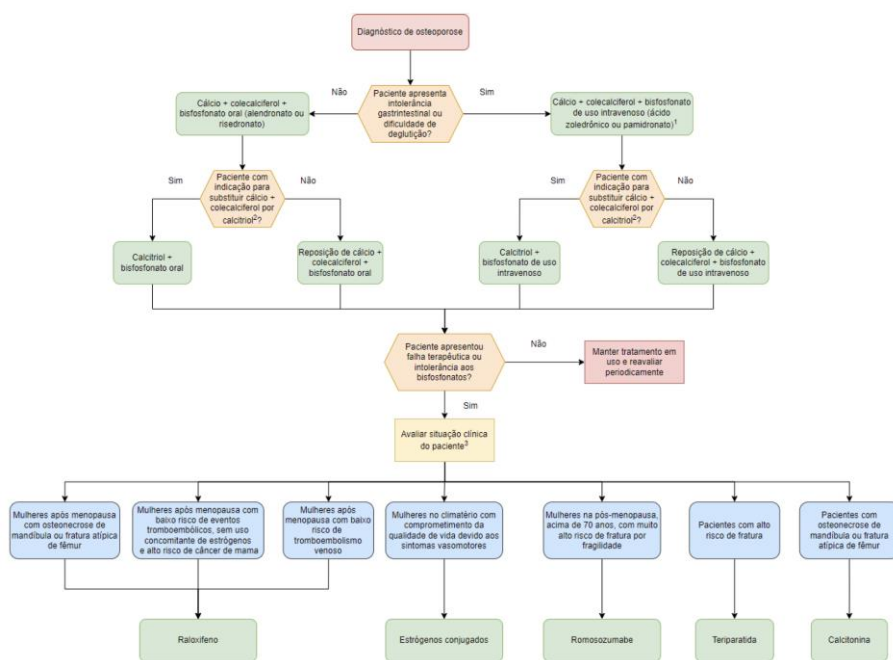 Diagnóstico de osteoporose
Não
Sim
Cálcio + colecalciferol +
bisfosfonato oral (alendronato ou
risedronato)
Paciente apresenta
intolerância
gastrintestinal ou
dificuldade de
deglutição?
Cálcio + colecalciferol + bisfosfonato
de uso intravenoso (ácido
zoledrônico ou pamidronato)¹
Sim
Paciente com
indicação para
substituir cálcio +
colecalciferol por
calcitriol²?
Não
Sim
Paciente com
indicação para
substituir cálcio +
colecalciferol por
calcitriol²?
Não
Calcitriol +
bisfosfonato oral
Reposição de cálcio +
colecalciferol +
bisfosfonato oral
Calcitriol +
bisfosfonato de uso
intravenoso
Reposição de cálcio +
colecalciferol + bisfosfonato
de uso intravenoso
Paciente apresentou
falha terapêutica ou
intolerância aos
bisfosfonatos?
Não
Manter tratamento em
uso e reavaliar
periodicamente
Sim
Avaliar situação clínica
do paciente³
Mulheres após menopausa
com osteonecrose de
mandíbula ou fratura atípica
de fêmur
Mulheres após menopausa com
baixo risco de eventos
tromboembólicos, sem uso
concomitante de estrógenos
e alto risco de câncer de mama
Mulheres após
menopausa com baixo
risco de
tromboembolismo
venoso
Mulheres no climatério com
comprometimento da
qualidade de vida devido aos
sintomas vasomotores
Mulheres na pós-menopausa,
acima de 70 anos, com muito
alto risco de fratura por
fragilidade
Pacientes com alto
risco de fratura
Pacientes com
osteonecrose de
mandíbula ou fratura
atípica de fêmur
Raloxifeno
Estrógenos conjugados
Romosozumabe
Teriparatida
Calcitonina